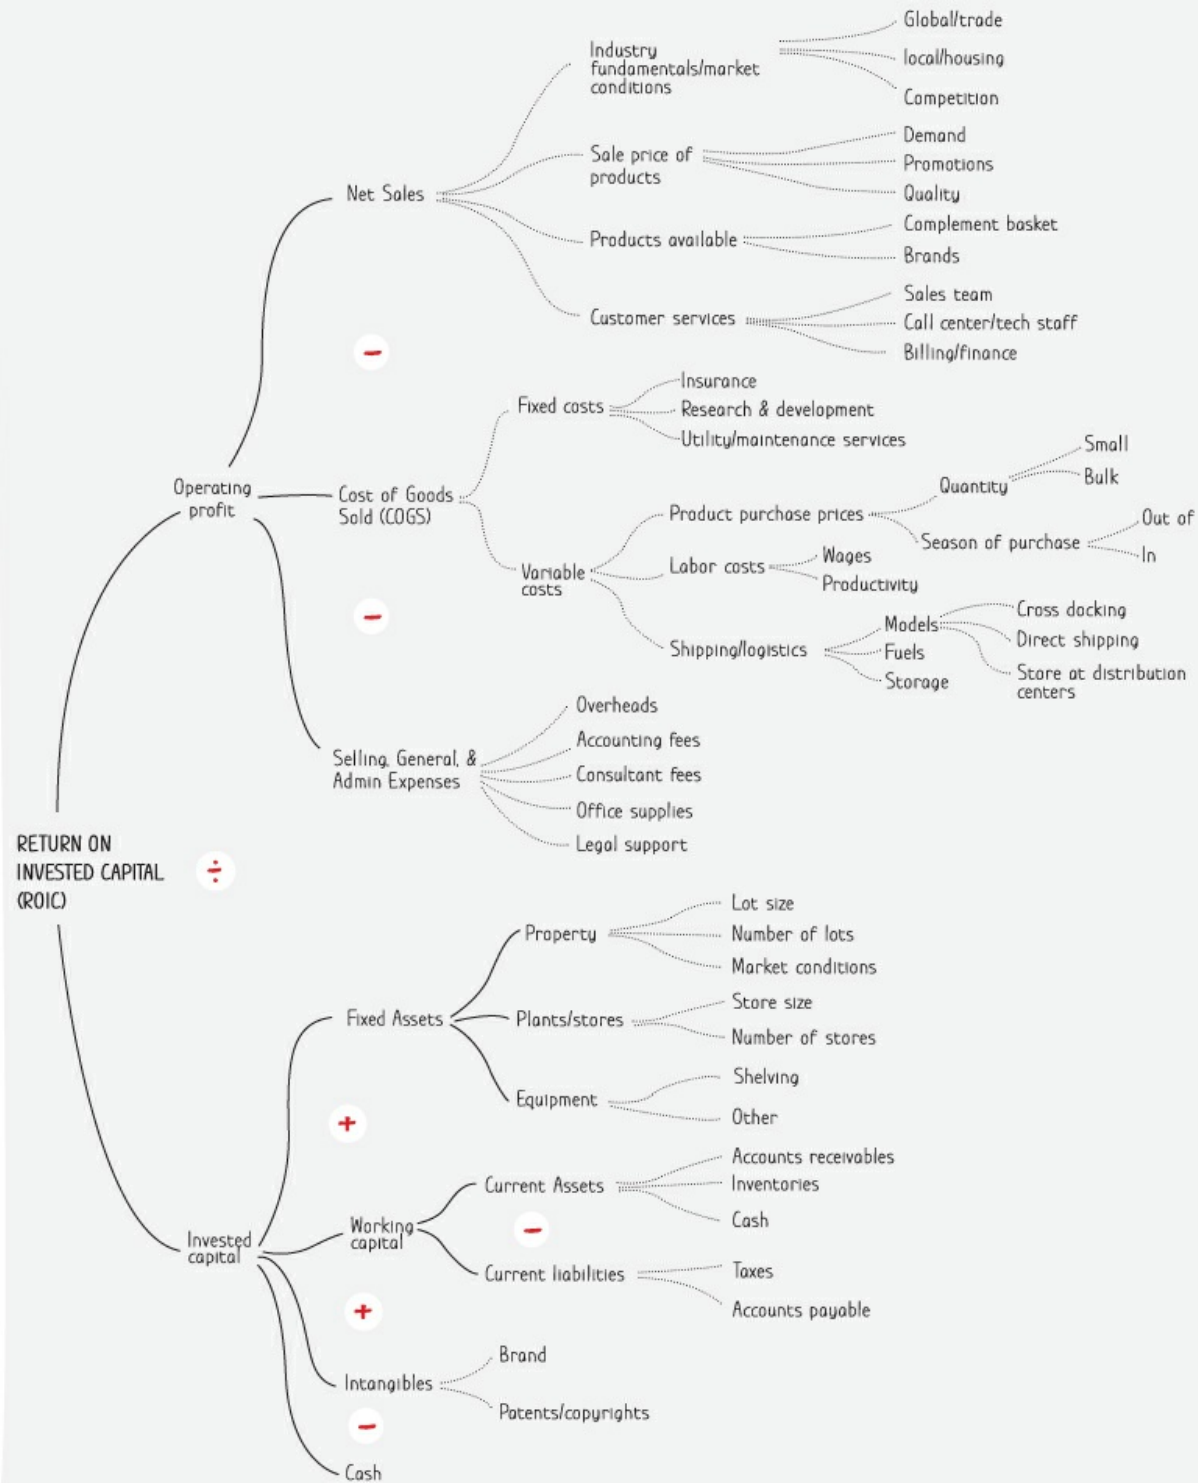 Global/trade
Industry
fundamentals/market
conditions
local/housing
Competition
Demand
Sale price of
products
Promotions
Quality
Net Sales
Complement basket
Products available
Brands
Sales team
Customer services
Call center/tech staff
Billing/finance
−
Insurance
Fixed costs
Research & development
Utility/maintenance services
Small
Quantity
Bulk
Operating
profit
Cost of Goods
Sold (COGS)
Product purchase prices
Out of
Season of purchase
In
Variable
costs
Labor costs
Wages
Productivity
−
Cross docking
Models
Direct shipping
Shipping/logistics
Fuels
Store at distribution
centers
Storage
Overheads
Accounting fees
Selling, General, &
Admin Expenses
Consultant fees
Office supplies
Legal support
RETURN ON
INVESTED CAPITAL
(ROIC)
÷
Lot size
Property
Number of lots
Market conditions
Store size
Fixed Assets
Plants/stores
Number of stores
Shelving
Equipment
Other
+
Accounts receivables
Current Assets
Inventories
Cash
Working
capital
−
Invested
capital
Current liabilities
Taxes
Accounts payable
+
Brand
Intangibles
Patents/copyrights
−
Cash